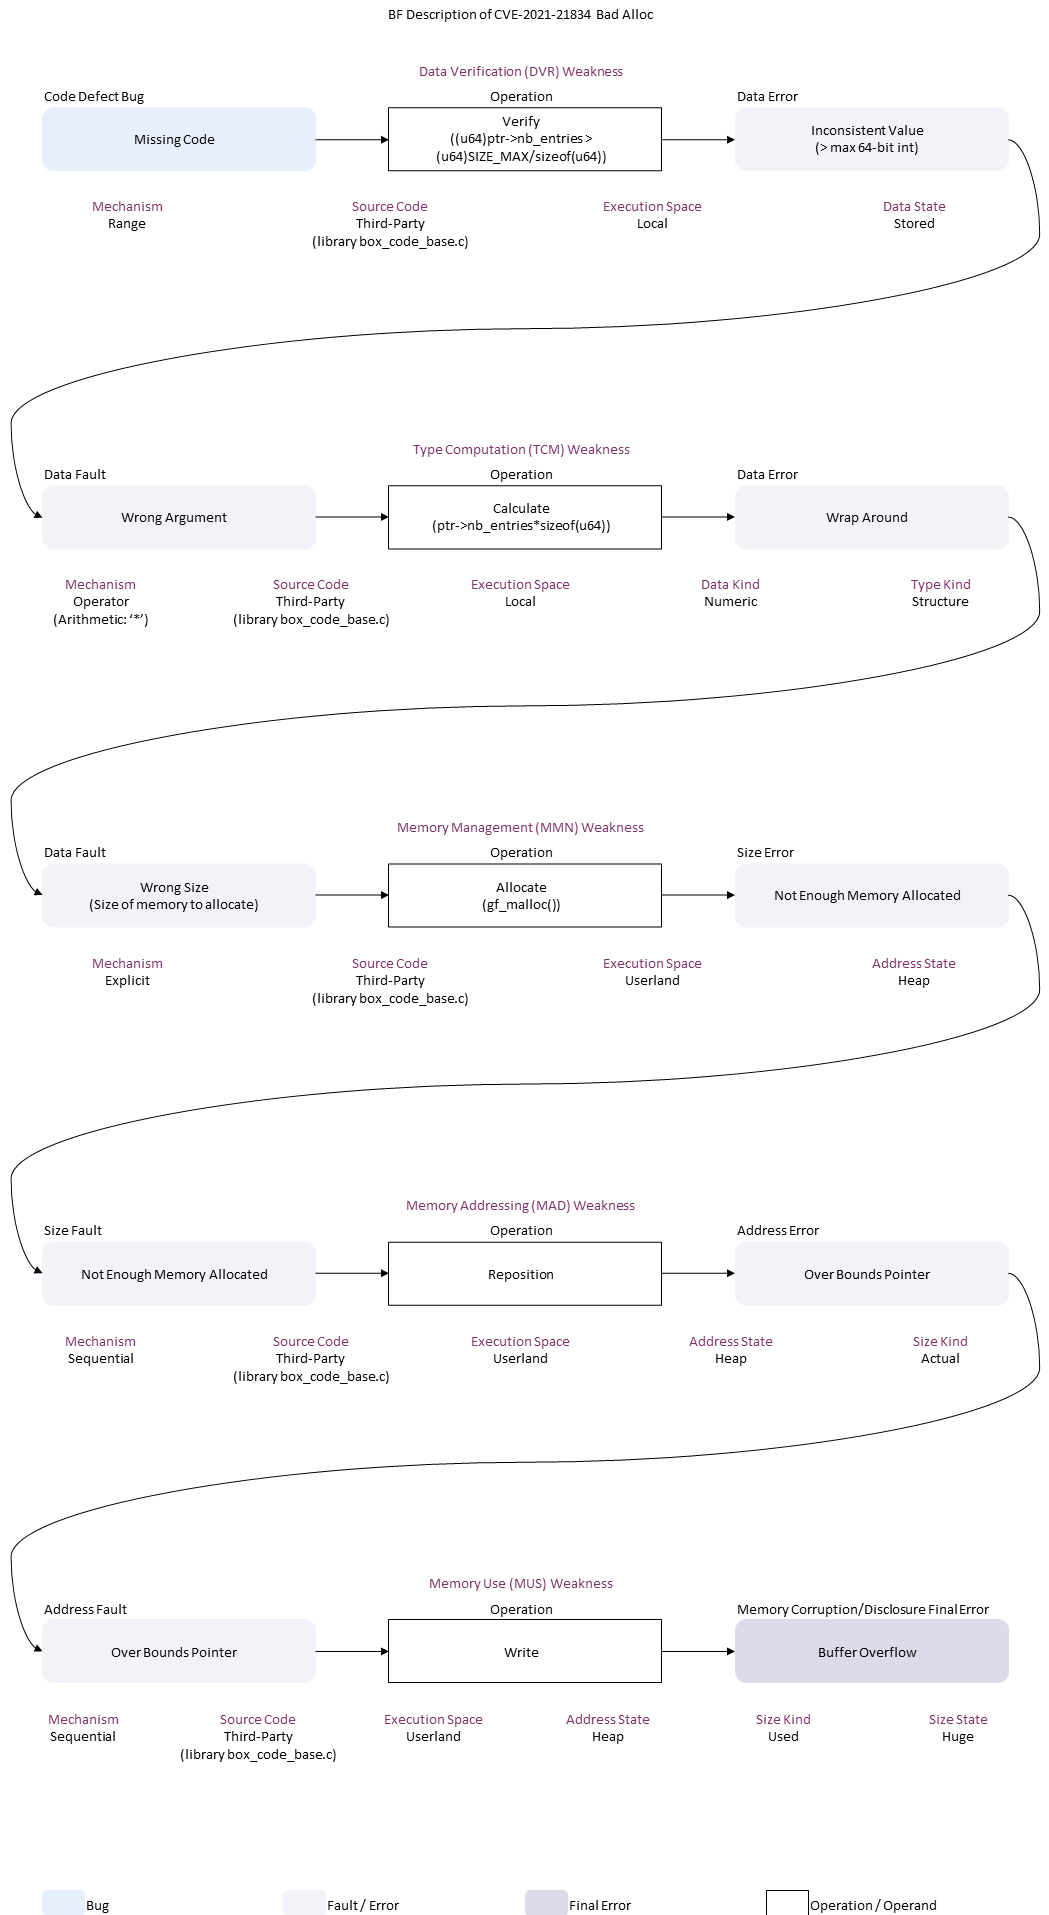 BF Description of CVE-2021-21834 Bad Alloc
Data Verification (DVR) Weakness
Code Defect Bug
Operation
Data Error
Missing Code
Verify
((u64)ptr->nb_entries >
(u64)SIZE_MAX/sizeof(u64))
Inconsistent Value
(> max 64-bit int)
Mechanism
Range
Source Code
Third-Party
(library box_code_base.c)
Execution Space
Local
Data State
Stored
Type Computation (TCM) Weakness
Data Fault
Operation
Data Error
Wrong Argument
Calculate
(ptr->nb_entries*sizeof(u64))
Wrap Around
Mechanism
Operator
(Arithmetic: ‘*’)
Source Code
Third-Party
(library box_code_base.c)
Execution Space
Local
Data Kind
Numeric
Type Kind
Structure
Memory Management (MMN) Weakness
Data Fault
Operation
Size Error
Wrong Size
(Size of memory to allocate)
Allocate
(gf_malloc())
Not Enough Memory Allocated
Mechanism
Explicit
Source Code
Third-Party
(library box_code_base.c)
Execution Space
Userland
Address State
Heap
Memory Addressing (MAD) Weakness
Size Fault
Operation
Address Error
Not Enough Memory Allocated
Reposition
Over Bounds Pointer
Mechanism
Sequential
Source Code
Third-Party
(library box_code_base.c)
Execution Space
Userland
Address State
Heap
Size Kind
Actual
Memory Use (MUS) Weakness
Address Fault
Operation
Memory Corruption/Disclosure Final Error
Over Bounds Pointer
Write
Buffer Overflow
Mechanism
Sequential
Source Code
Third-Party
(library box_code_base.c)
Execution Space
Userland
Address State
Heap
Size Kind
Used
Size State
Huge
Bug
Fault / Error
Final Error
Operation / Operand